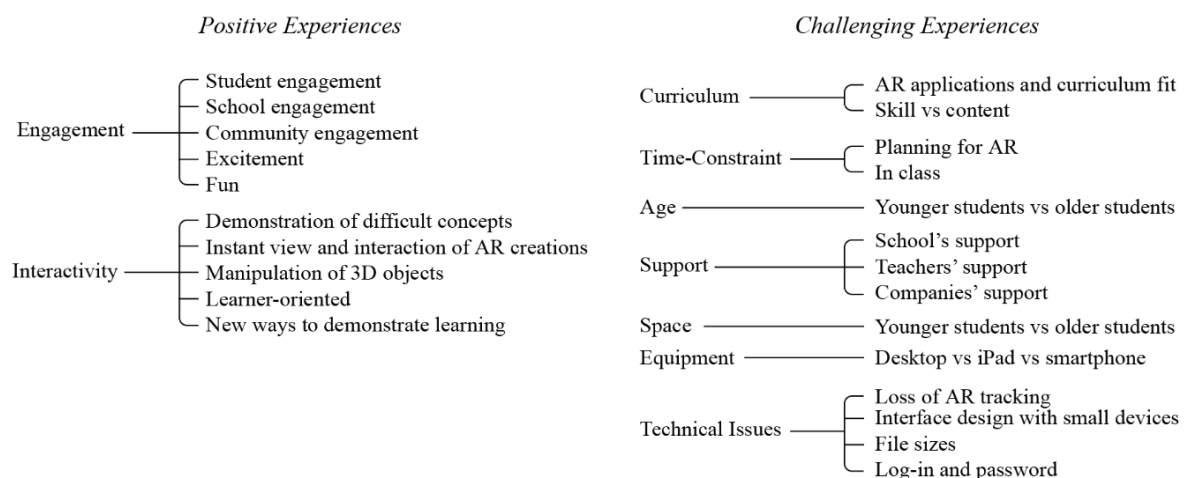 Positive Experiences
Engagement
Student engagement
School engagement
Community engagement
Excitement
Fun
Interactivity
Demonstration of difficult concepts
Instant view and interaction of AR creations
Manipulation of 3D objects
Learner-oriented
New ways to demonstrate learning
Challenging Experiences
Curriculum
AR applications and curriculum fit
Skill vs content
Time-Constraint
Planning for AR
In class
Age
Younger students vs older students
Support
School’s support
Teachers’ support
Companies’ support
Space
Younger students vs older students
Equipment
Desktop vs iPad vs smartphone
Technical Issues
Loss of AR tracking
Interface design with small devices
File sizes
Log-in and password